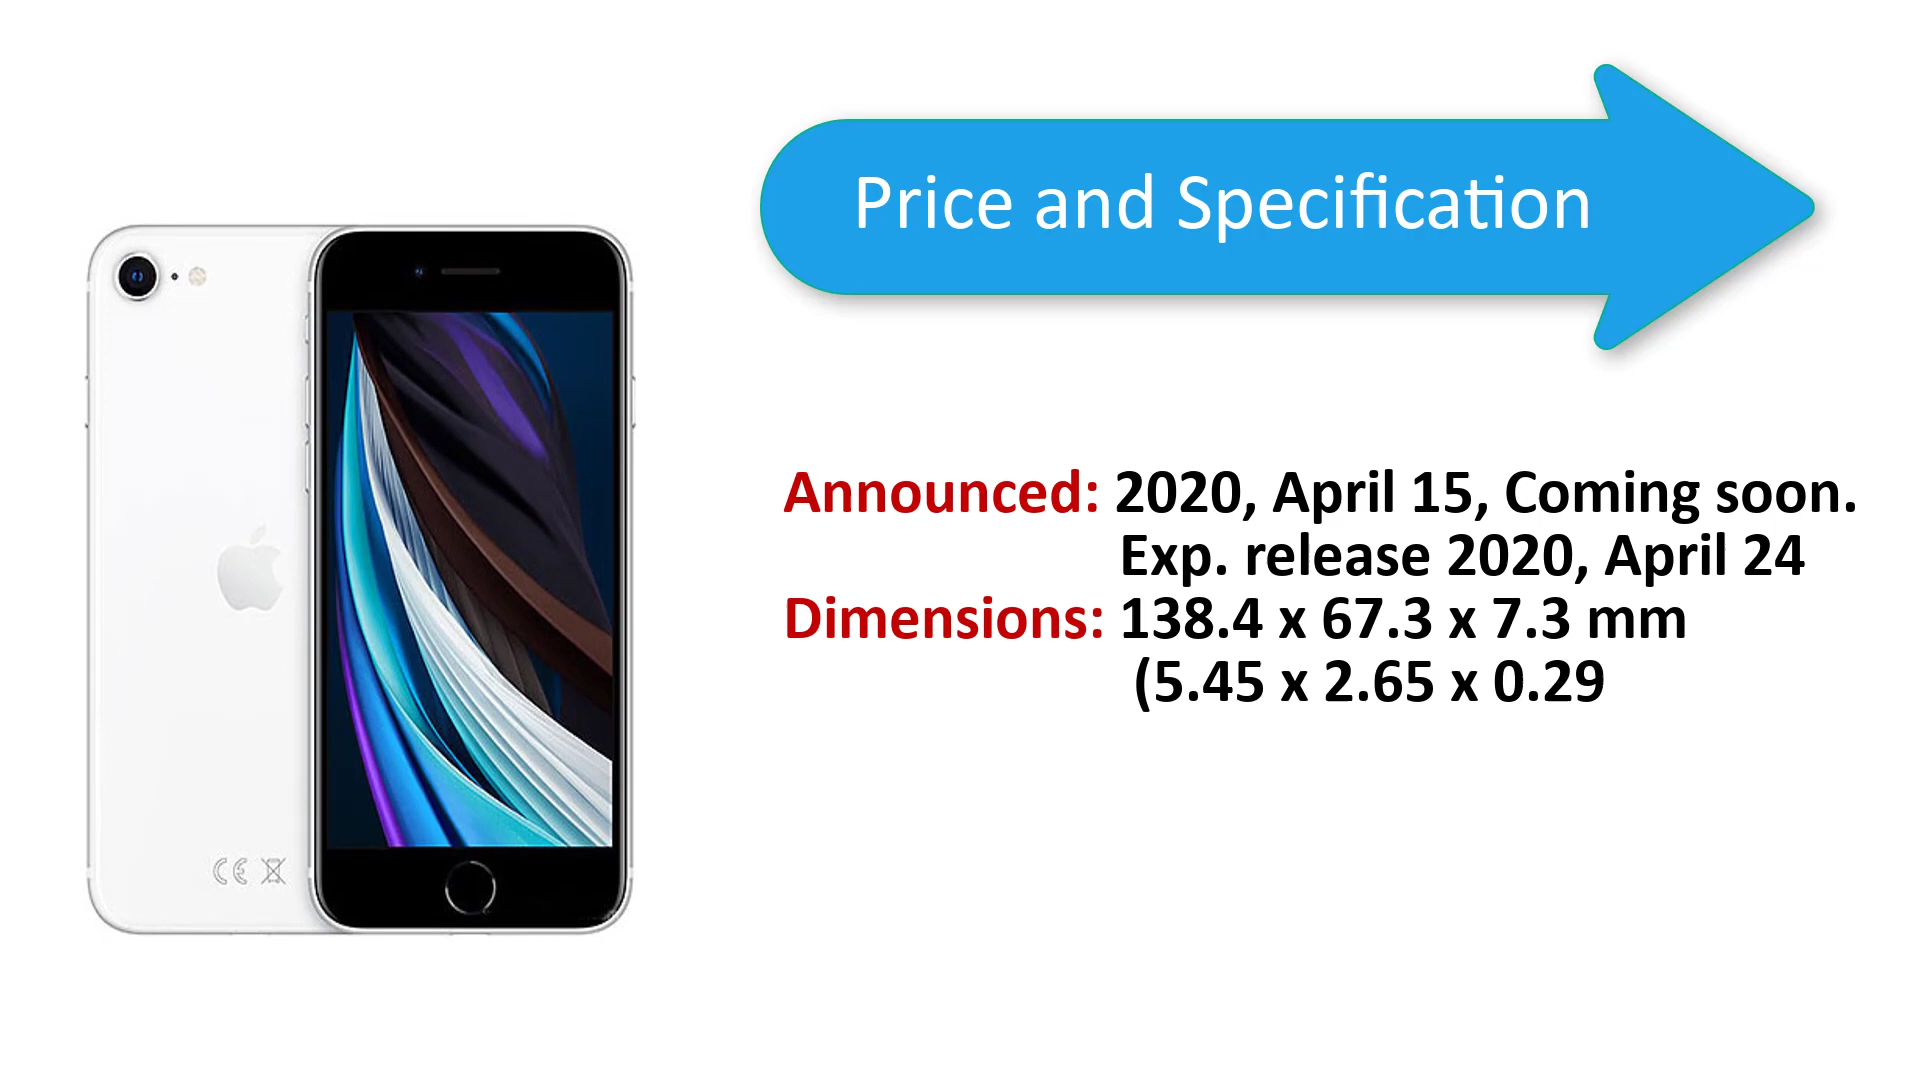 Price and Specification
Announced: 2020, April 15, Coming soon.
Exp. release 2020, April 24
Dimensions: 138.4 x 67.3 x 7.3 mm
(5.45 x 2.65 x 0.29
CE